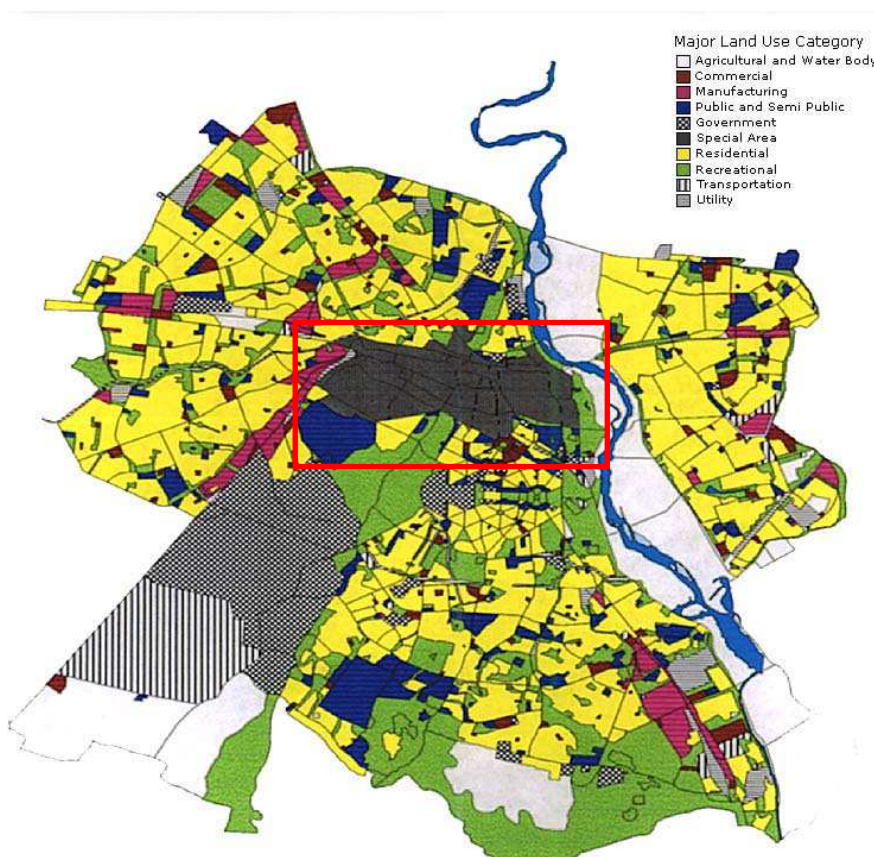 Major Land Use Category
Agricultural and Water Body
Commercial
Manufacturing
Public and Semi Public
Government
Special Area
Residential
Recreational
Transportation
Utility